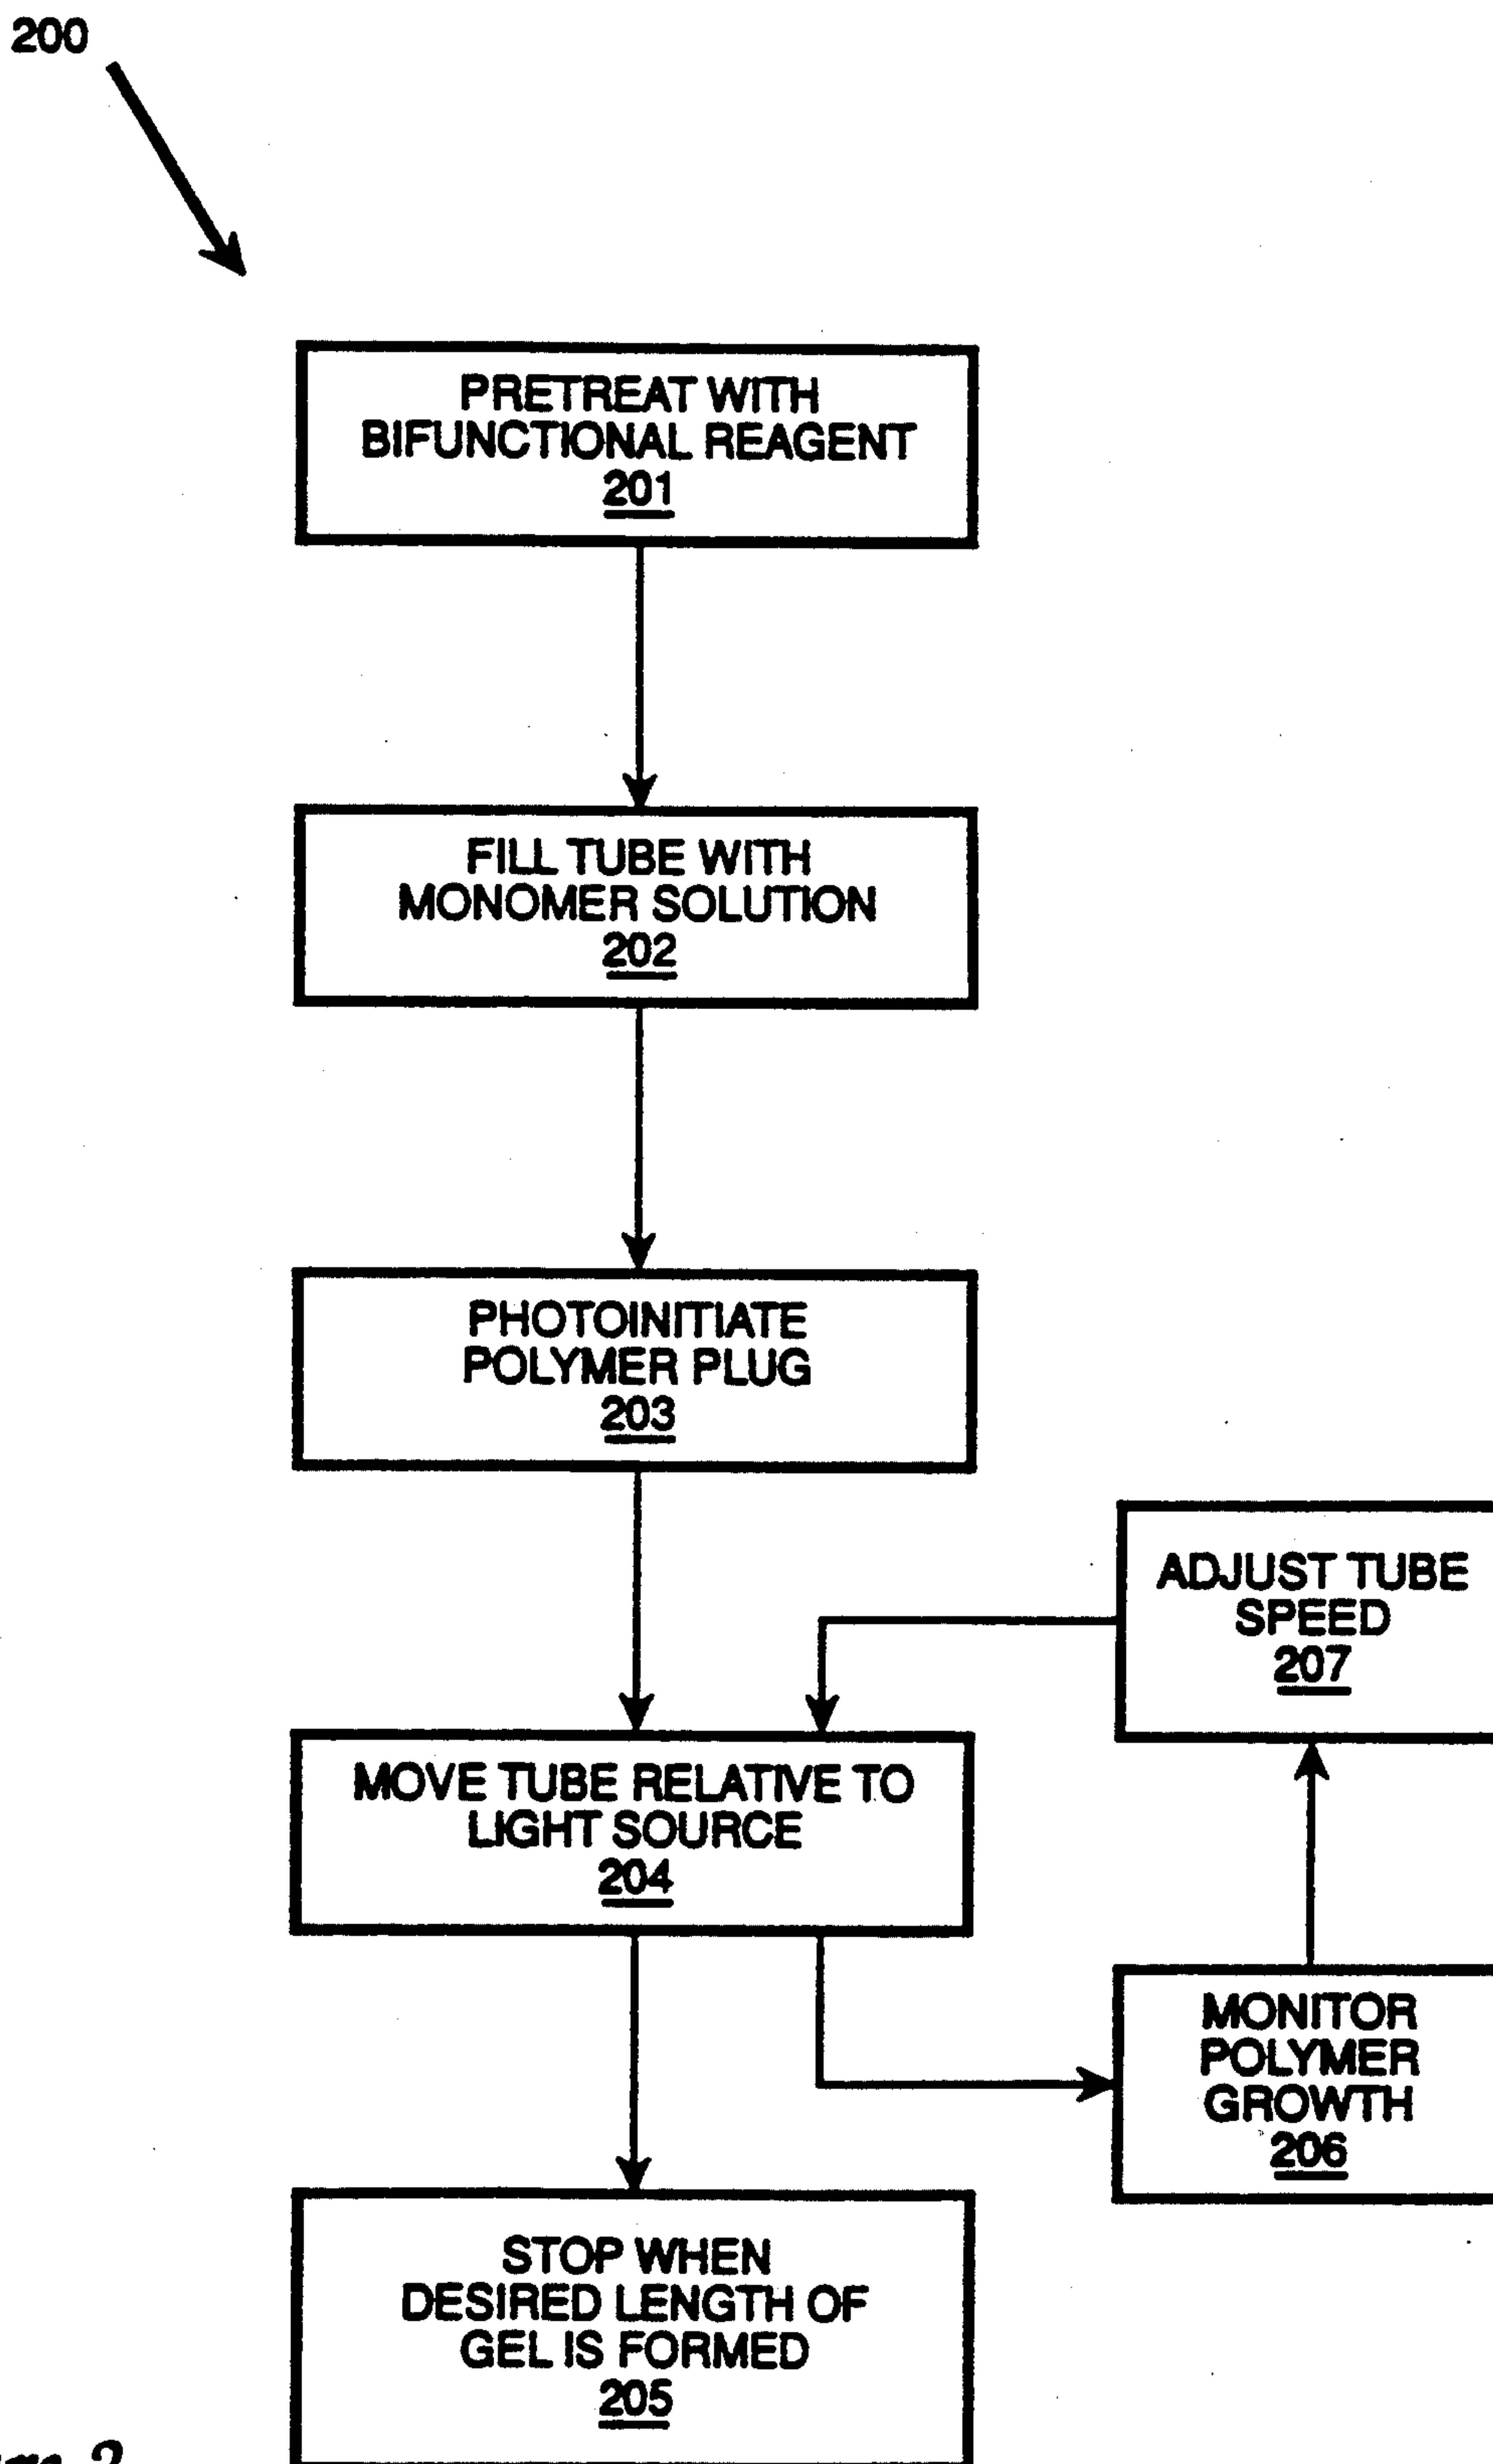 200
PRETREAT WITH
BIFUNCTIONAL REAGENT
201
FILL TUBE WITH
MONOMER SOLUTION
202
PHOTOINITIATE
POLYMER PLUG
203
ADJUST TUBE
SPEED
207
MOVE TUBE RELATIVE TO
LIGHT SOURCE
204
MONITOR
POLYMER
GROWTH
206
STOP WHEN
DESIRED LENGTH OF
GEL IS FORMED
205